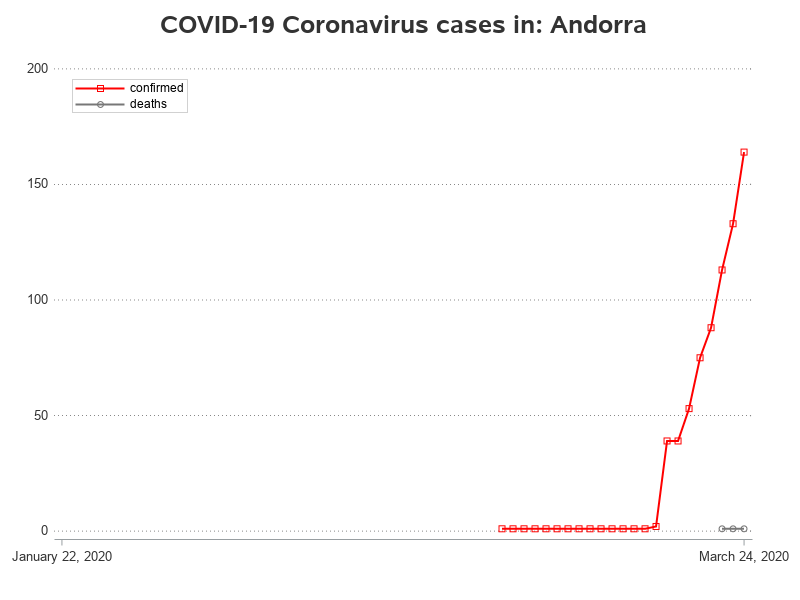 COVID-19 Coronavirus cases in: Andorra
200
confirmed
deaths
150
100
50
0
January 22, 2020
March 24, 2020